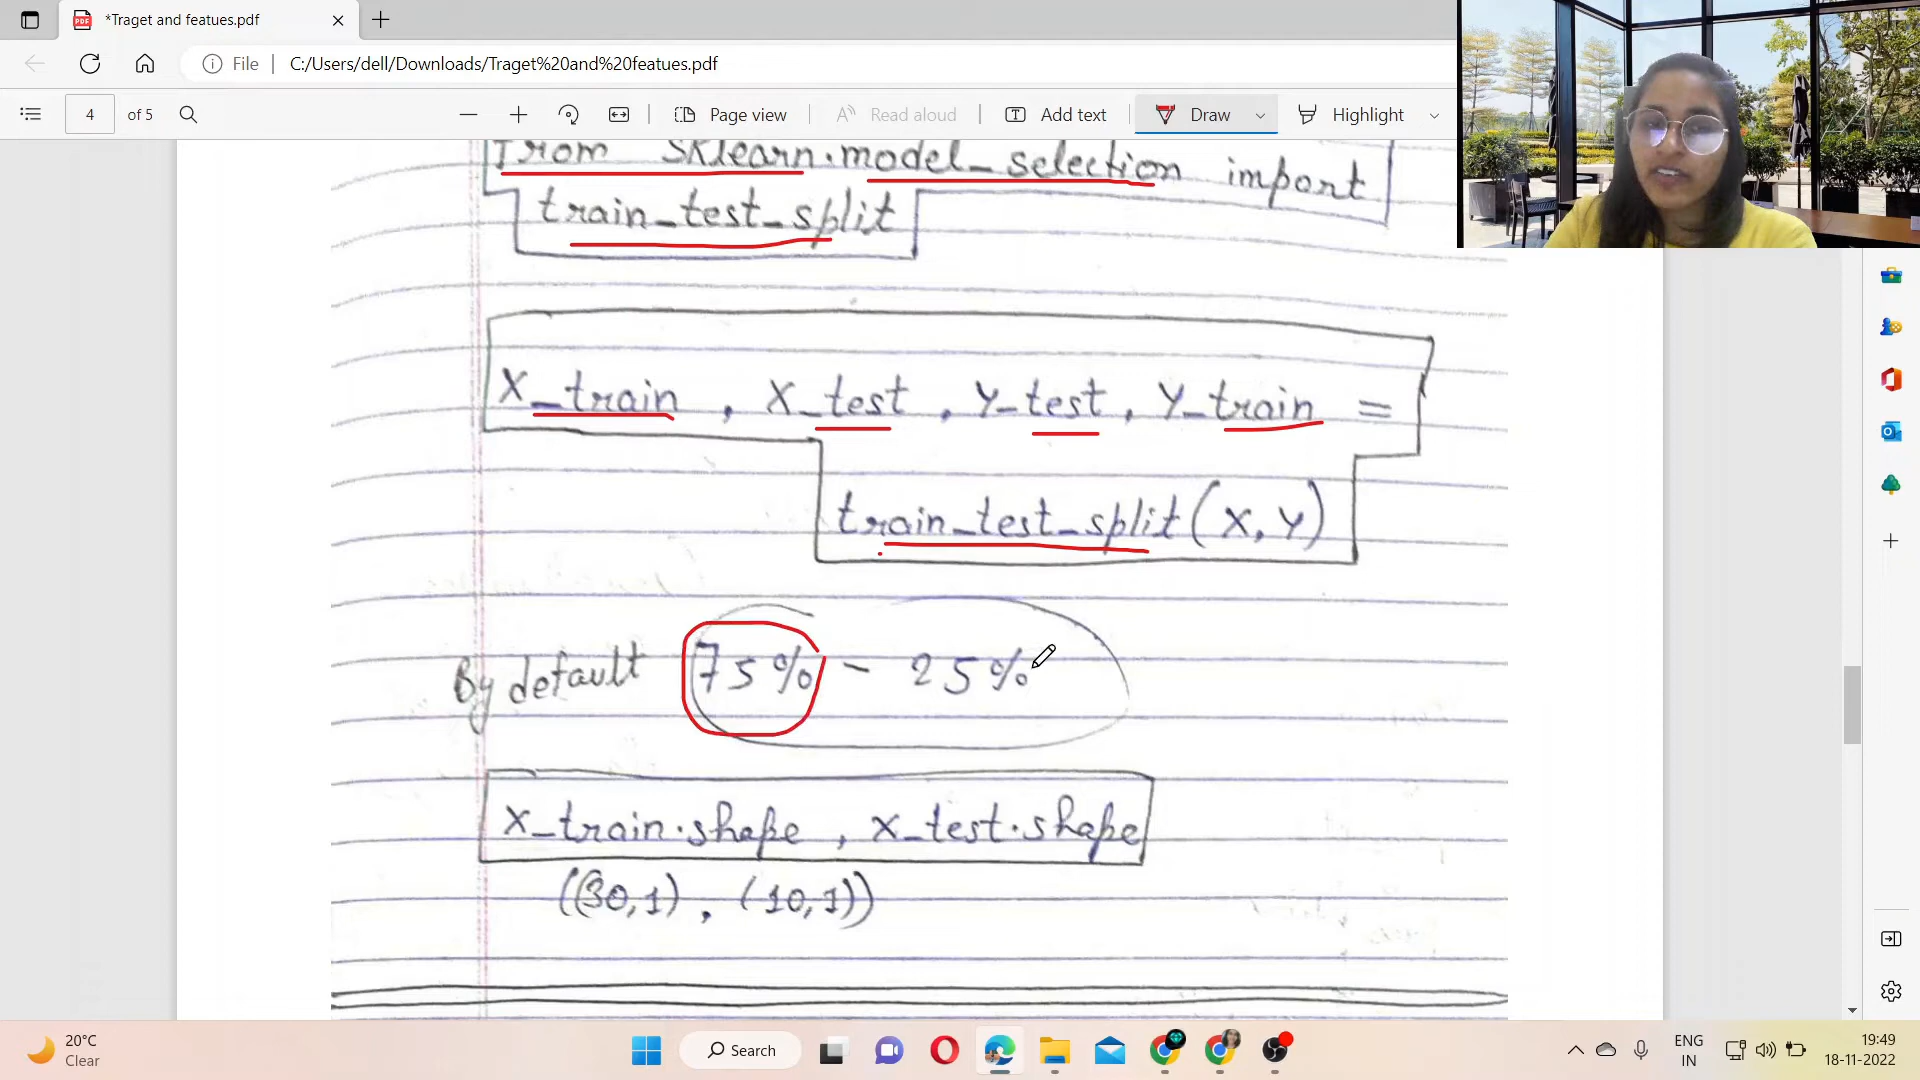 *Traget and featues.pdf
File
C:/Users/dell/Downloads/Traget%20and%20featues.pdf
4 of 5
Page view
Read aloud
Add text
Draw
Highlight
from sklearn.model_selection import
train_test_split
X_train, X_test, Y_test, Y_train =
train_test_split(X, Y)
By default 75% - 25%
X_train.shape, X_test.shape
((30,1), (10,1))
20°C
Clear
Search
ENG
IN
19:49
18-11-2022